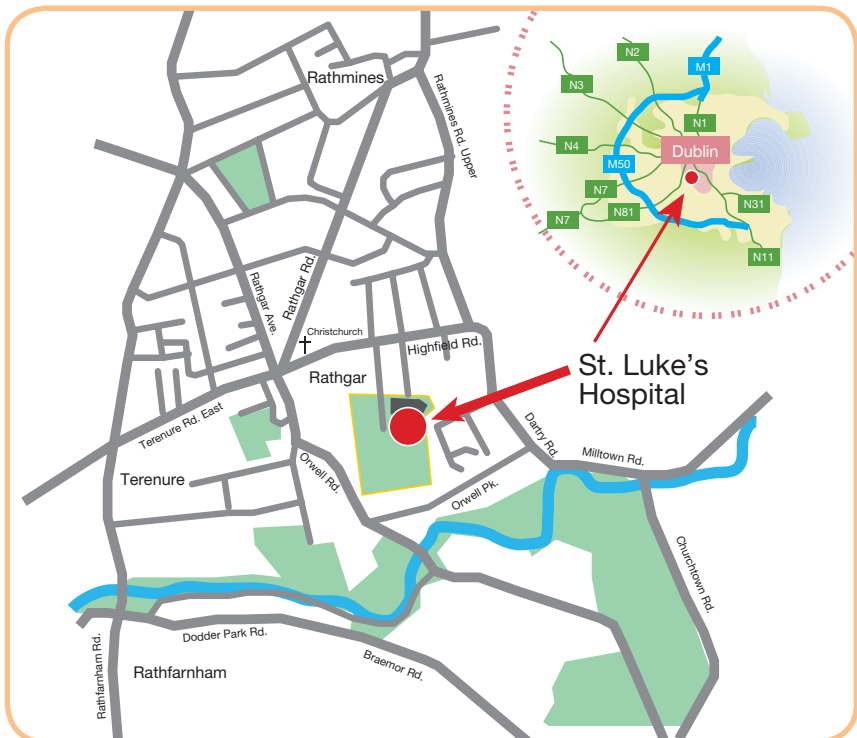 Rathmines
Rathmines Rd. Upper
N2
M1
N3
N1
N4
Dublin
M50
N7
N31
N7
N81
N11
Rathgar Ave.
Rathgar Rd.
Christchurch
Highfield Rd.
Rathgar
St. Luke's
Hospital
Terenure Rd. East
Dartry Rd.
Milltown Rd.
Terenure
Orwell Rd.
Orwell Pk.
Churchtown Rd.
Dodder Park Rd.
Rathfarnham Rd.
Braemor Rd.
Rathfarnham